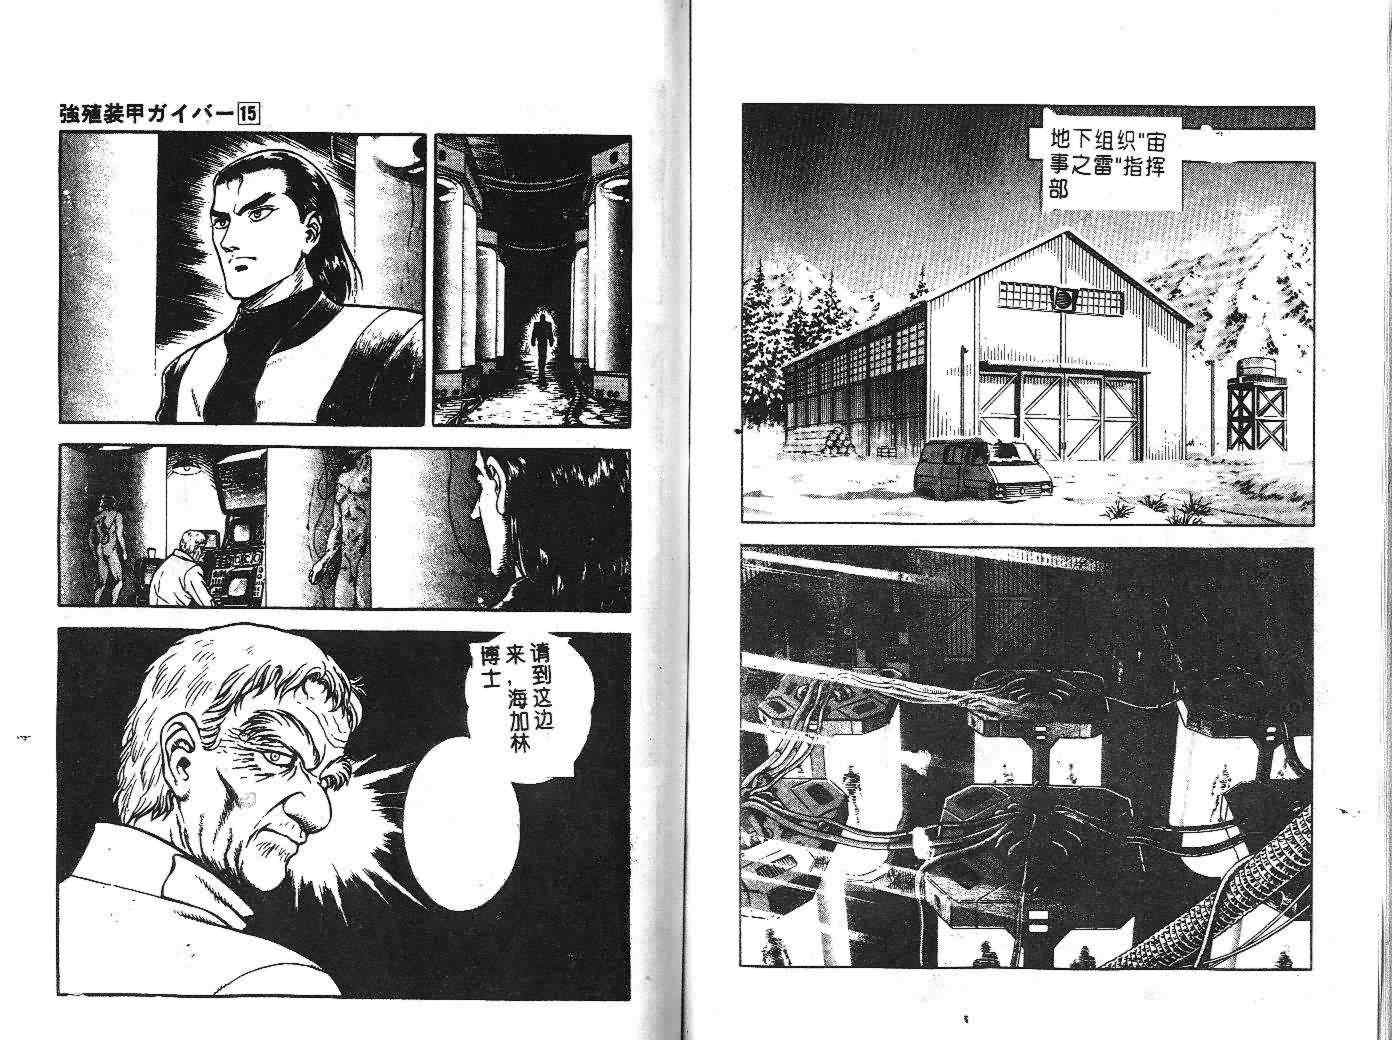 地下组织"宙
事之雷"指挥
部
強殖装甲ガイバー15
请到这边
来,海加林
博士